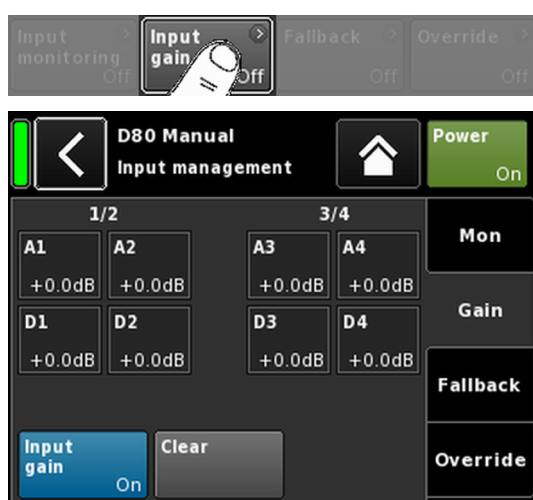 Input monitoring Off
Input gain Off
Fallback Off
Override Off
D80 Manual
Input management
Power On
1/2
3/4
Mon
A1 +0.0dB
A2 +0.0dB
A3 +0.0dB
A4 +0.0dB
Gain
D1 +0.0dB
D2 +0.0dB
D3 +0.0dB
D4 +0.0dB
Fallback
Input gain On
Clear
Override